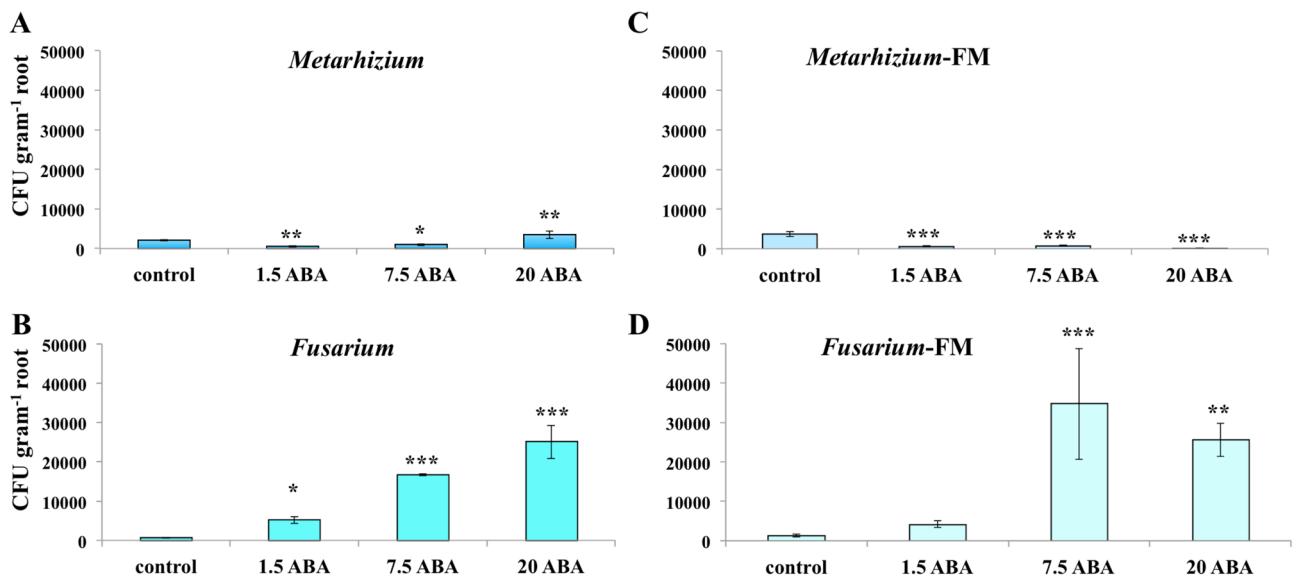 A
Metarhizium
CFU gram-1 root
50000
40000
30000
20000
10000
0
** * **
control 1.5 ABA 7.5 ABA 20 ABA
C
Metarhizium-FM
50000
40000
30000
20000
10000
0
*** *** ***
control 1.5 ABA 7.5 ABA 20 ABA
B
Fusarium
CFU gram-1 root
50000
40000
30000
20000
10000
0
* *** ***
control 1.5 ABA 7.5 ABA 20 ABA
D
Fusarium-FM
50000
40000
30000
20000
10000
0
*** **
control 1.5 ABA 7.5 ABA 20 ABA